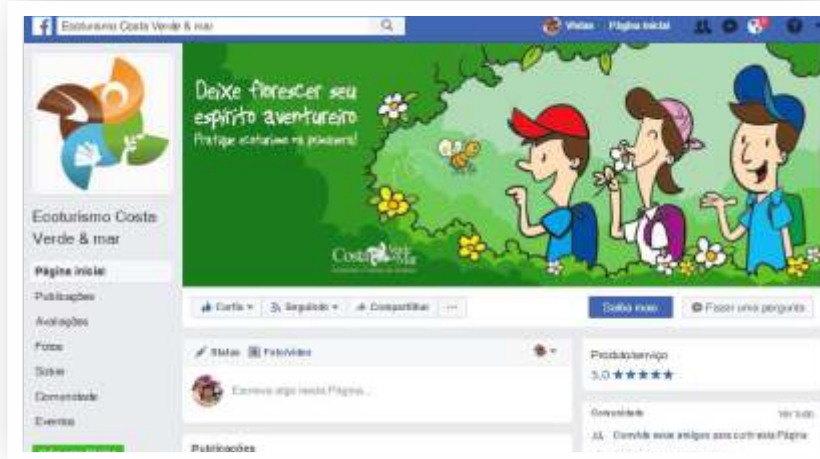 Ecoturismo Costa Verde & mar
Página inicial
Deixe florescer seu
espírito aventureiro
Pratique ecoturismo na primavera!
Costa Verde
Mar
Ecoturismo Costa
Verde & mar
Página inicial
Publicações
Avaliações
Fotos
Sobre
Comunidade
Eventos
Curtiu
Seguindo
Compartilhar
Saiba mais
Fazer uma pergunta
Status
Foto/vídeo
Escreva algo nesta Página...
Publicações
Produto/serviço
5,0 ★★★★★
Comunidade
Ver tudo
Convide seus amigos para curtir esta Página